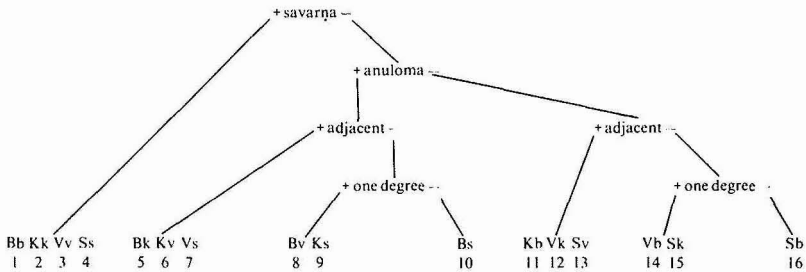 + savarṇa -
+ anuloma -
+ adjacent - + adjacent -
+ one degree - + one degree -
Bb Kk Vv Ss Bk Kv Vs Bv Ks Bs Kb Vk Sv Vb Sk Sb
1 2 3 4 5 6 7 8 9 10 11 12 13 14 15 16